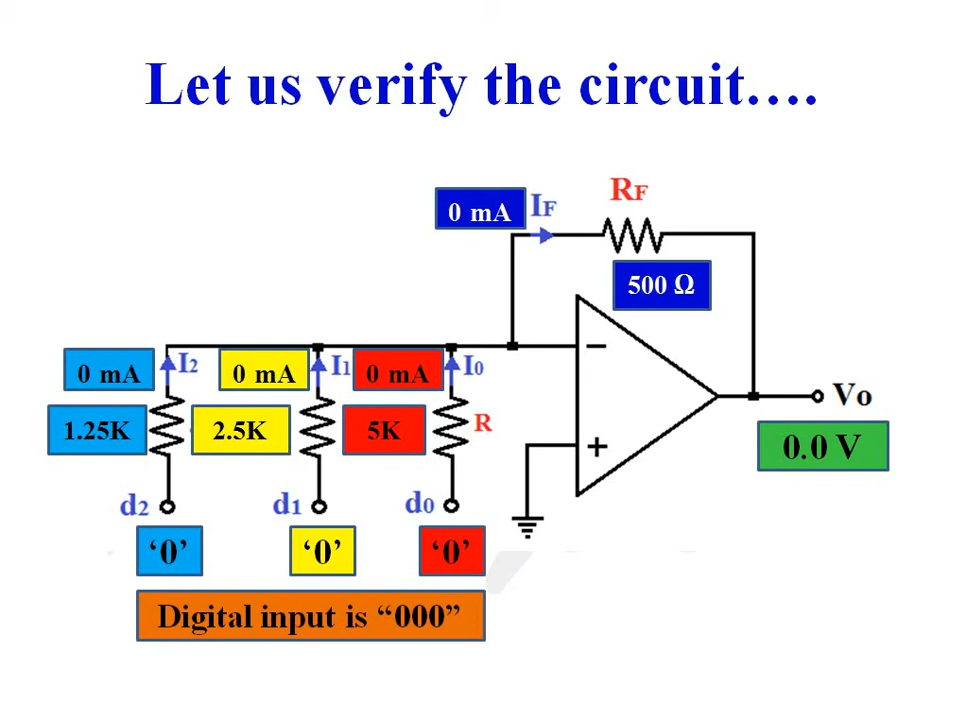 Let us verify the circuit….
0 mA IF RF
500 Ω
0 mA I2 0 mA I1 0 mA I0
1.25K 2.5K 5K R
−
+
Vo
0.0 V
d2 d1 d0
‘0’ ‘0’ ‘0’
Digital input is “000”